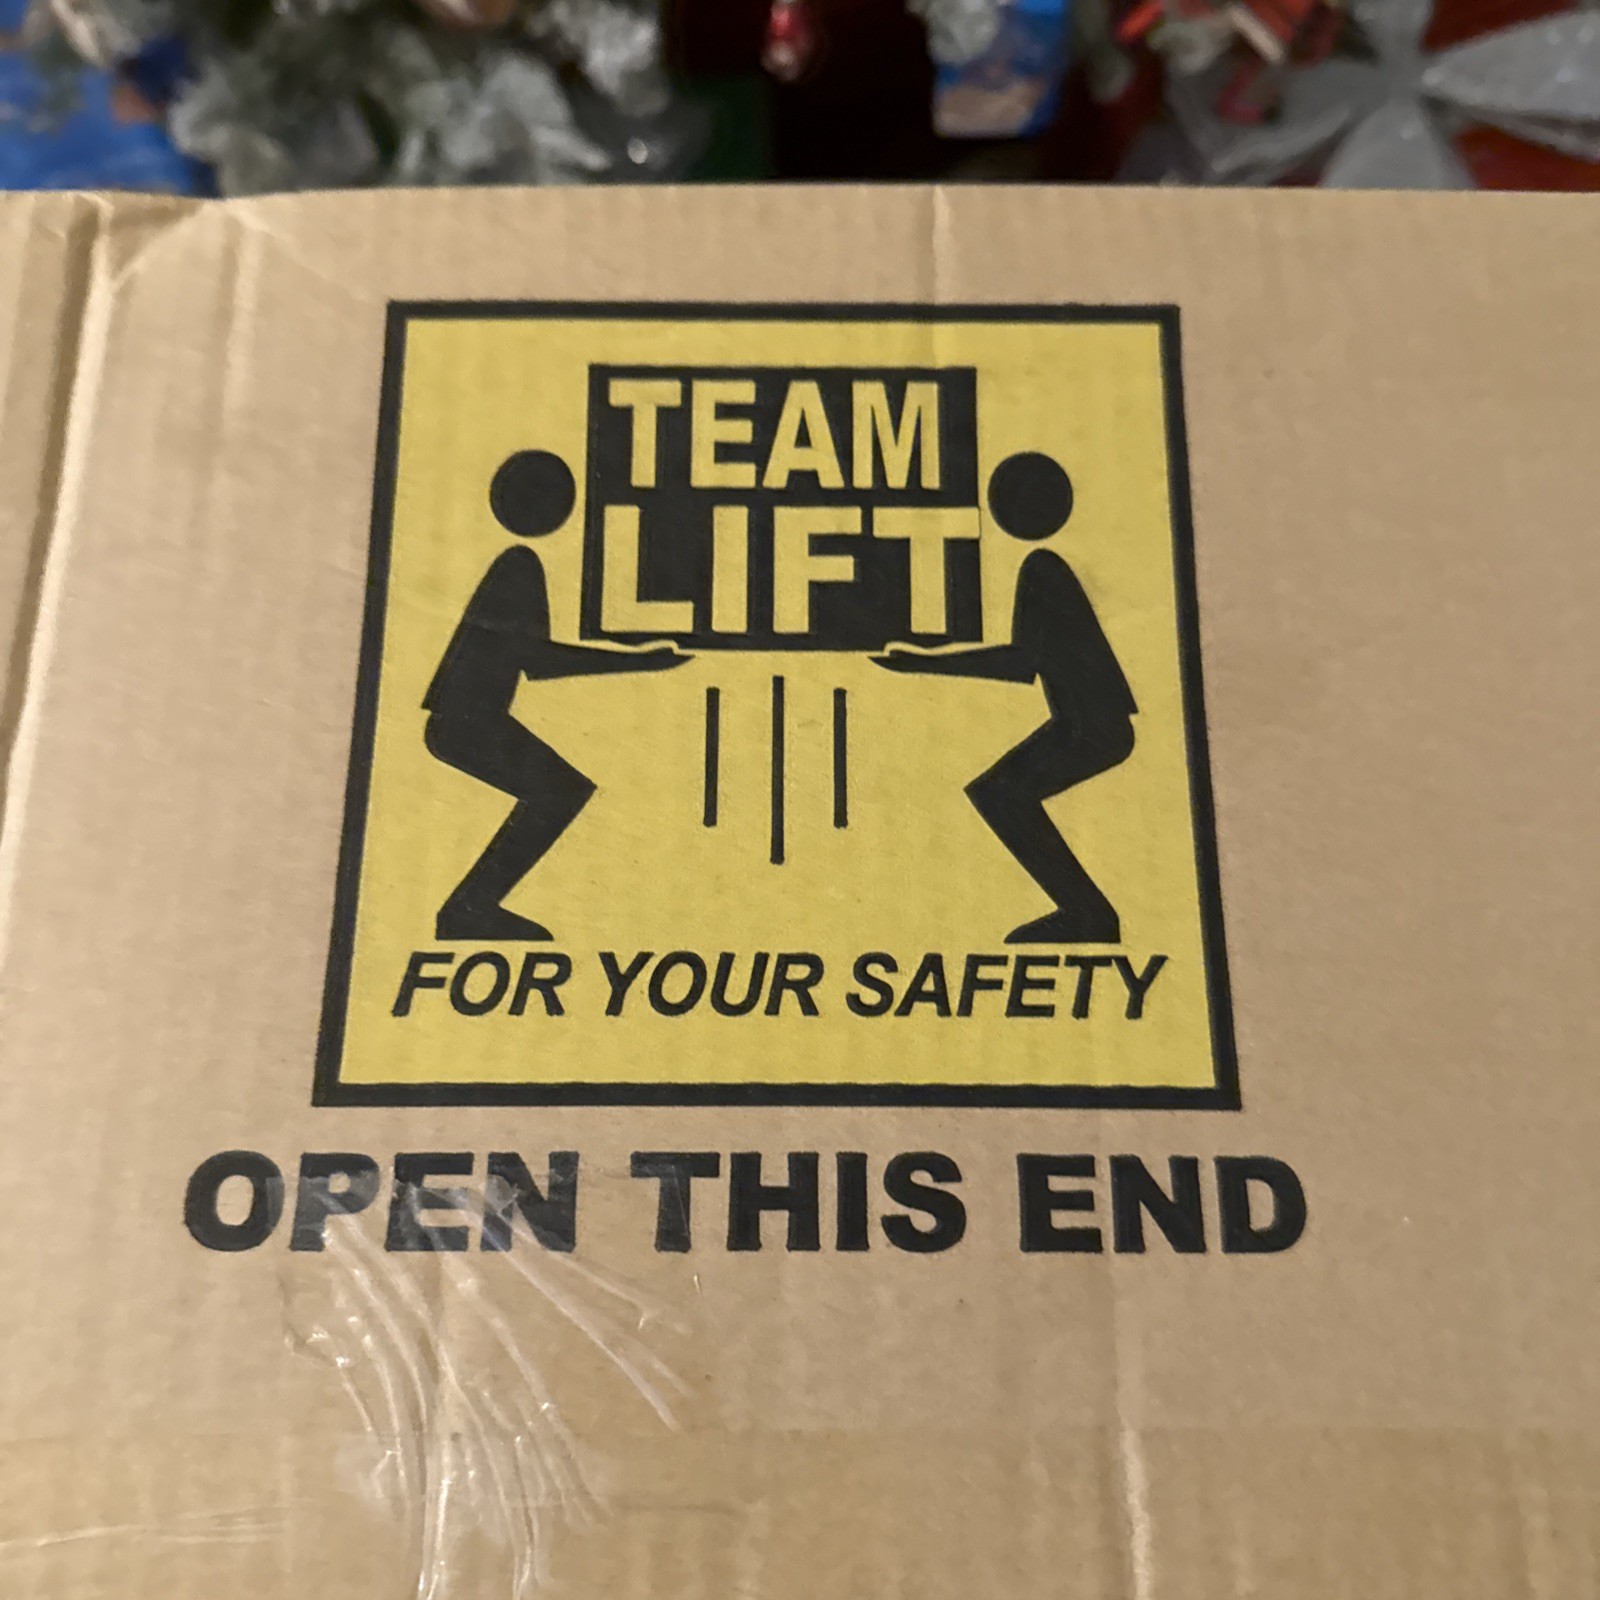 TEAM
LIFT
FOR YOUR SAFETY
OPEN THIS END